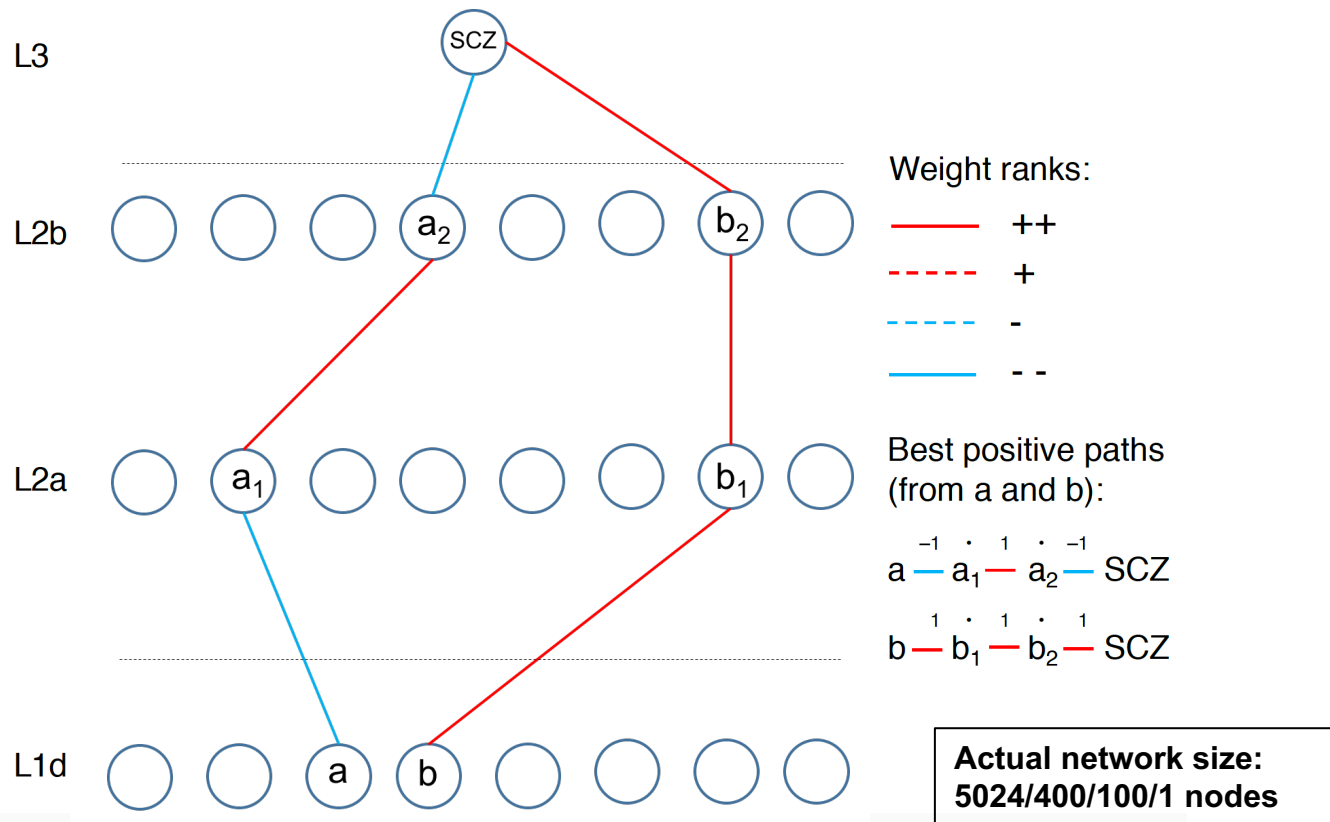 L3
SCZ
Weight ranks:
++
+
-
- -
L2b
a₂
b₂
L2a
a₁
b₁
Best positive paths
(from a and b):
–1 · 1 · –1
a a₁ a₂ SCZ
1 · 1 · 1
b b₁ b₂ SCZ
L1d
a
b
Actual network size:
5024/400/100/1 nodes